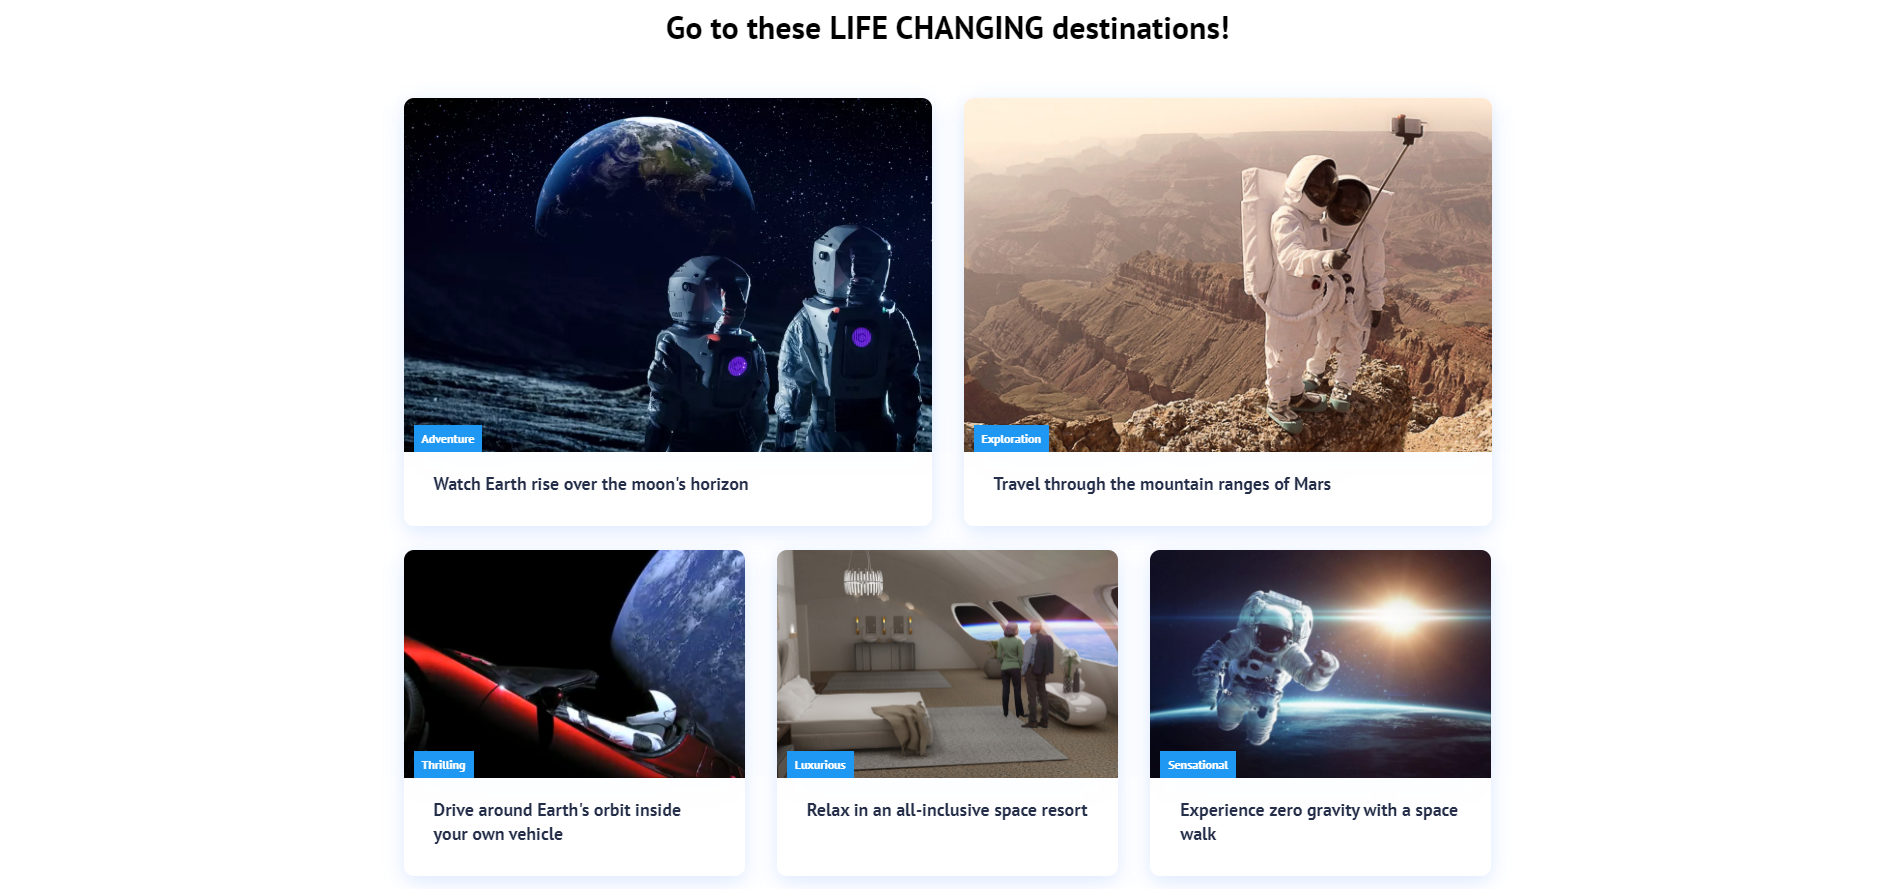 Go to these LIFE CHANGING destinations!
Adventure
Watch Earth rise over the moon's horizon
Exploration
Travel through the mountain ranges of Mars
Thrilling
Drive around Earth's orbit inside
your own vehicle
Luxurious
Relax in an all-inclusive space resort
Sensational
Experience zero gravity with a space
walk